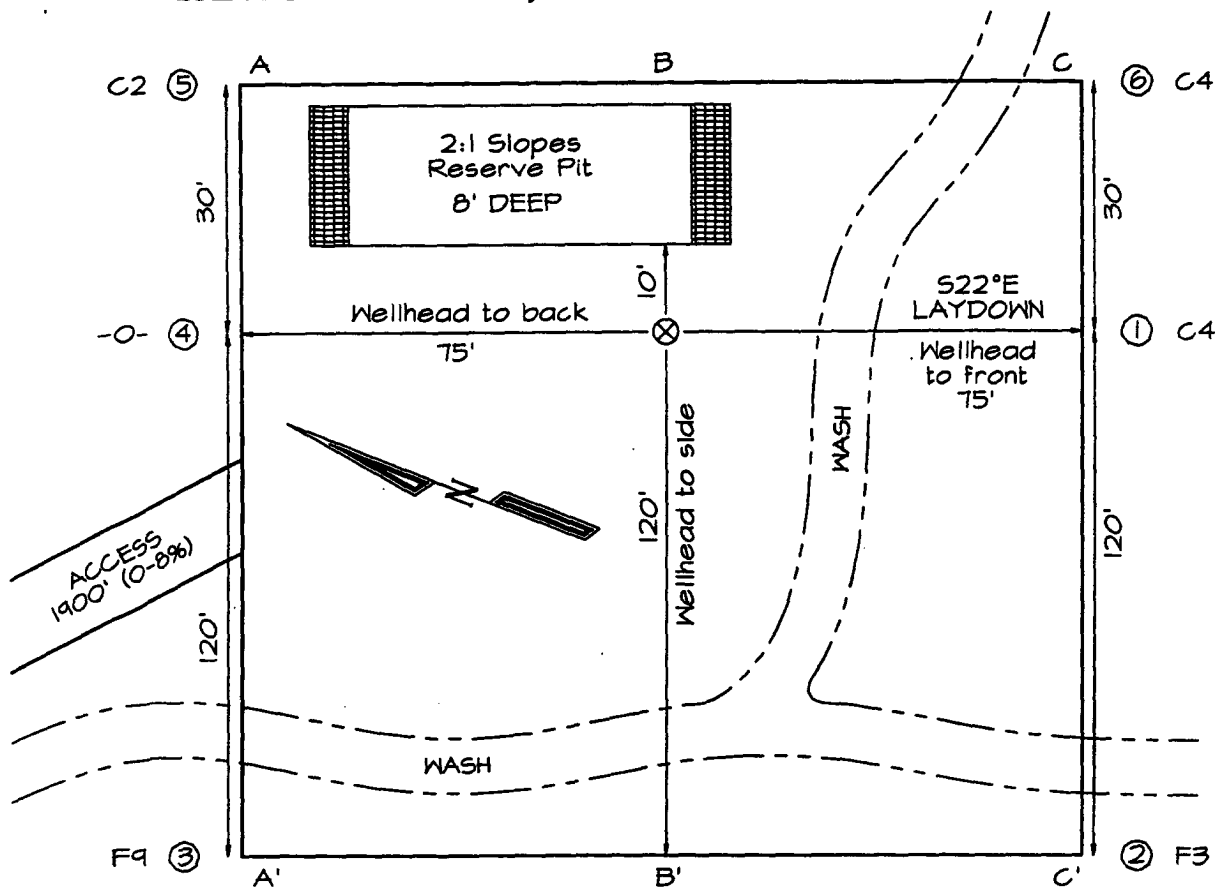 A
B
C
C2 ⑤
⑥ C4
2:1 Slopes
Reserve Pit
8' DEEP
30'
30'
10'
S22°E
LAYDOWN
Wellhead to back
-0- ④
① C4
75'
Wellhead
to front
75'
WASH
Wellhead to side
N
120'
120'
ACCESS
1900' (0-8%)
120'
WASH
F9 ③
② F3
A'
B'
C'